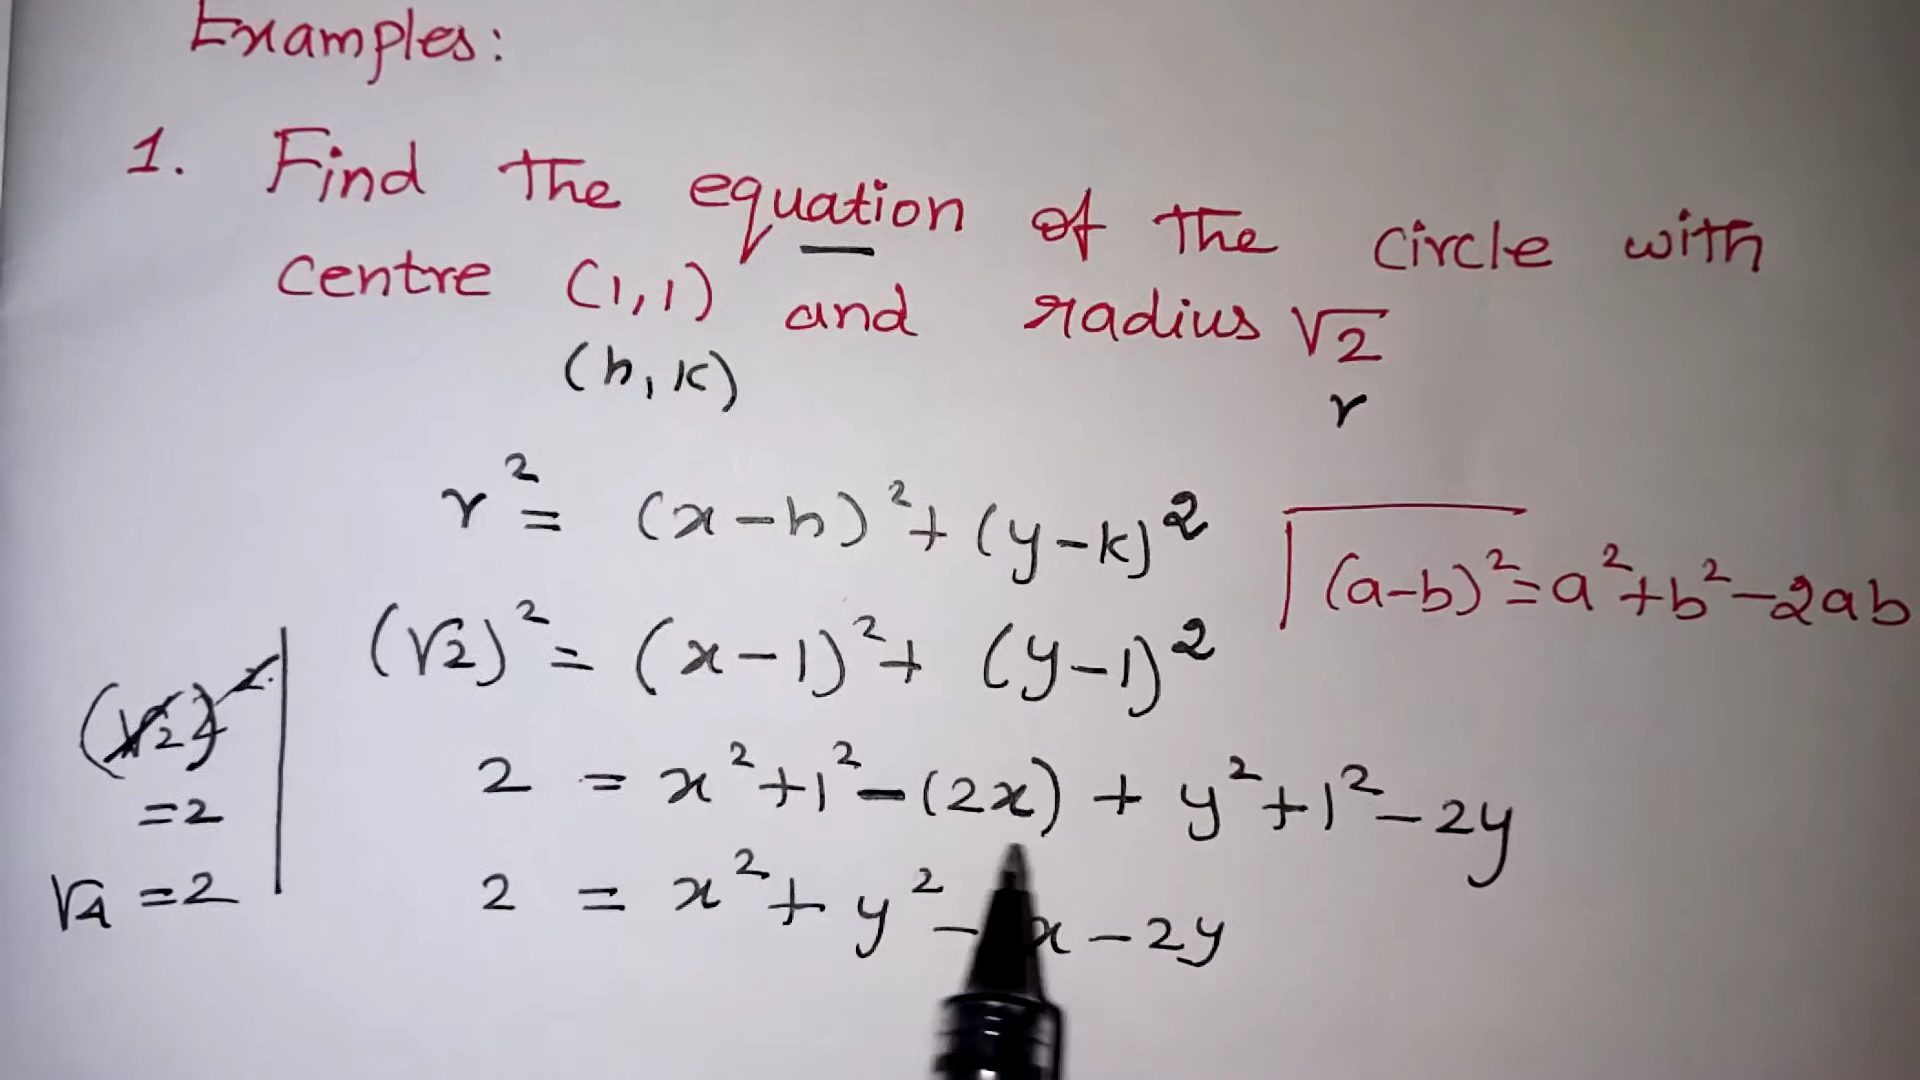 Examples:
1. Find the equation of the circle with
centre (1,1) and radius √2
(h, k)
r
r² = (x-h)² + (y-k)²
(a-b)² = a²+b²-2ab
(√2)² = (x-1)² + (y-1)²
(√2)²
=2
√4 =2
2 = x²+1²-(2x) + y²+1²-2y
2 = x²+y²- x-2y